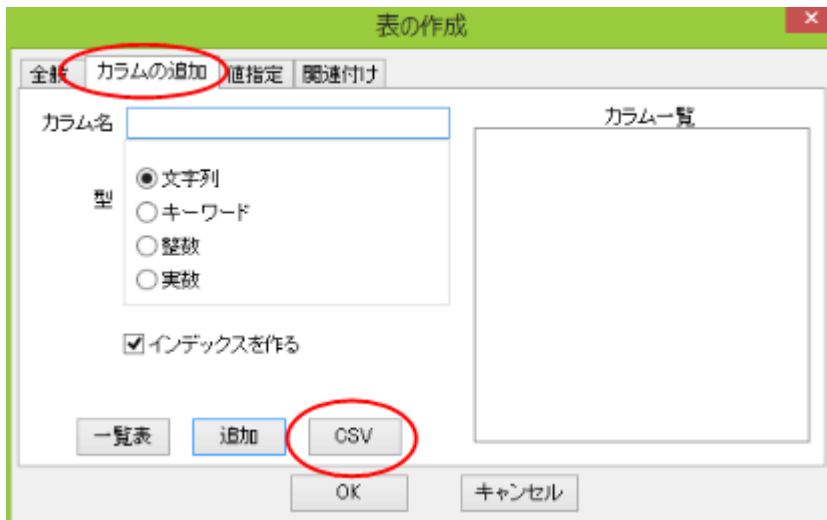 表の作成
全般 カラムの追加 値指定 関連付け
カラム名
カラム一覧
型
文字列
キーワード
整数
実数
インデックスを作る
一覧表 追加 CSV
OK キャンセル